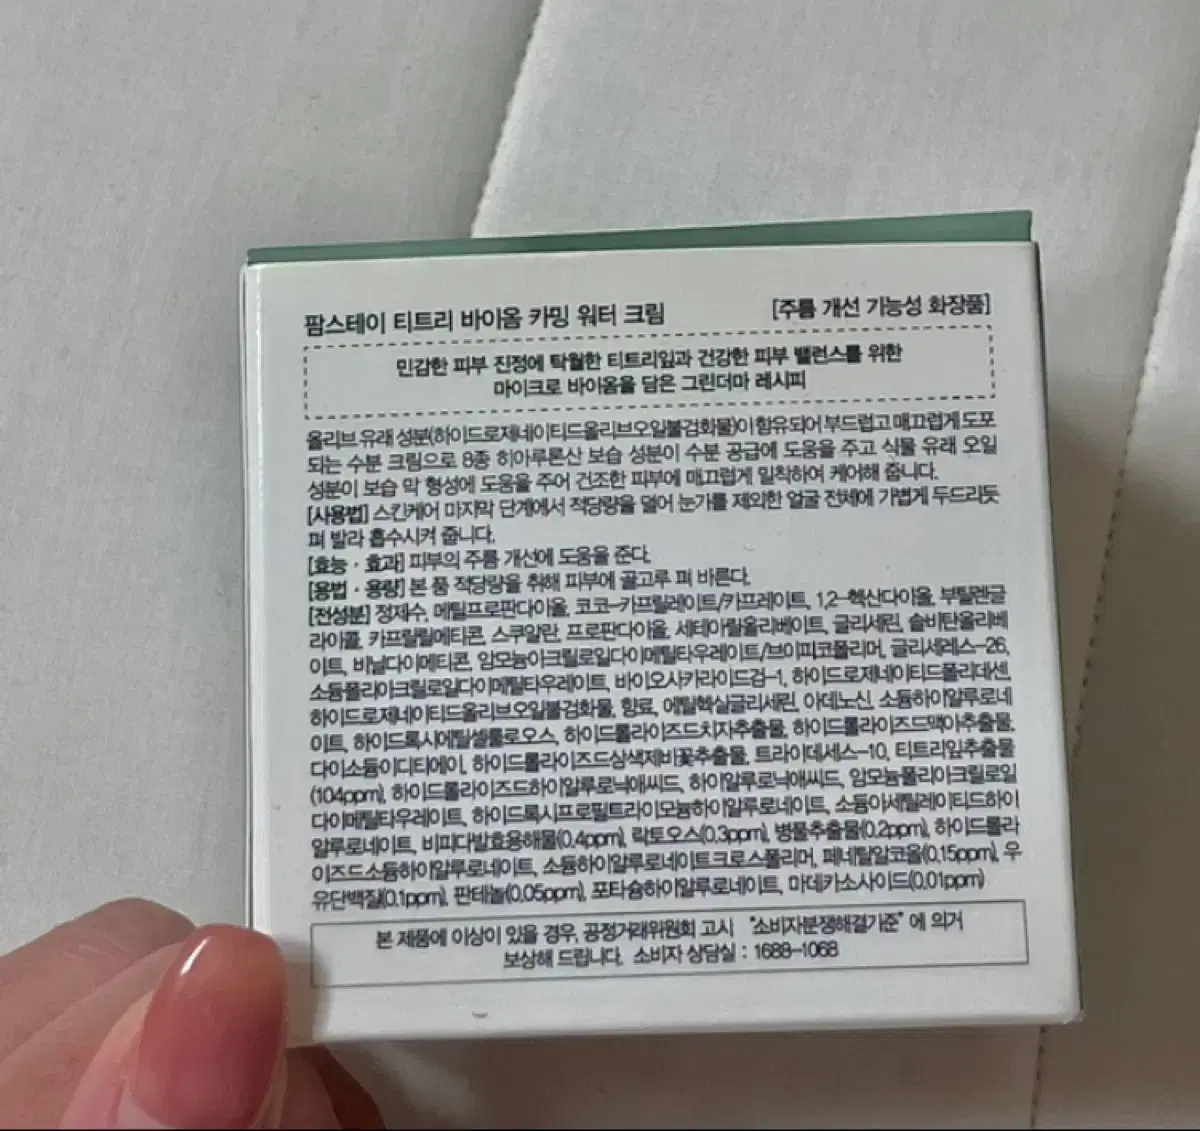 팜스테이 티트리 바이옴 카밍 워터 크림
[주름 개선 기능성 화장품]
민감한 피부 진정에 탁월한 티트리잎과 건강한 피부 밸런스를 위한
마이크로 바이옴을 담은 그린더마 레시피
올리브 유래 성분(하이드로제네이티드올리브오일불검화물)이 함유되어 부드럽고 매끄럽게 도포
되는 수분 크림으로 8종 히아루론산 보습 성분이 수분 공급에 도움을 주고 식물 유래 오일
성분이 보습 막 형성에 도움을 주어 건조한 피부에 매끄럽게 밀착하여 케어해 줍니다.
[사용법] 스킨케어 마지막 단계에서 적당량을 덜어 눈가를 제외한 얼굴 전체에 가볍게 두드리듯
펴 발라 흡수시켜 줍니다.
[효능 · 효과] 피부의 주름 개선에 도움을 준다.
[용법 · 용량] 본 품 적당량을 취해 피부에 골고루 펴 바른다.
[전성분] 정제수, 메틸프로판다이올, 코코-카프릴레이트/카프레이트, 1,2-헥산다이올, 부틸렌글
라이콜, 카프릴릴메티콘, 스쿠알란, 프로판다이올, 세테아릴올리베이트, 글리세린, 솔비탄올리베
이트, 비닐다이메티콘, 암모늄아크릴로일다이메틸타우레이트/브이피코폴리머, 글리세레스-26,
소듐폴리아크릴로일다이메틸타우레이트, 바이오사카라이드검-1, 하이드로제네이티드폴리데센,
하이드로제네이티드올리브오일불검화물, 향료, 에틸헥실글리세린, 아데노신, 소듐하이알루로네
이트, 하이드록시에틸셀룰로오스, 하이드롤라이즈드치자추출물, 하이드롤라이즈드맥아추출물,
다이소듐이디티에이, 하이드롤라이즈드삼색제비꽃추출물, 트라이데세스-10, 티트리잎추출물
(104ppm), 하이드롤라이즈드하이알루로닉애씨드, 하이알루로닉애씨드, 암모늄폴리아크릴로일
다이메틸타우레이트, 하이드록시프로필트라이모늄하이알루로네이트, 소듐아세틸레이티드하이
알루로네이트, 비피다발효용해물(0.4ppm), 락토오스(0.3ppm), 병풀추출물(0.2ppm), 하이드롤라
이즈드소듐하이알루로네이트, 소듐하이알루로네이트크로스폴리머, 페네틸알코올(0.15ppm), 우
유단백질(0.1ppm), 판테놀(0.05ppm), 포타슘하이알루로네이트, 마데카소사이드(0.01ppm)
본 제품에 이상이 있을 경우, 공정거래위원회 고시 "소비자분쟁해결기준"에 의거
보상해 드립니다. 소비자 상담실 : 1688-1068